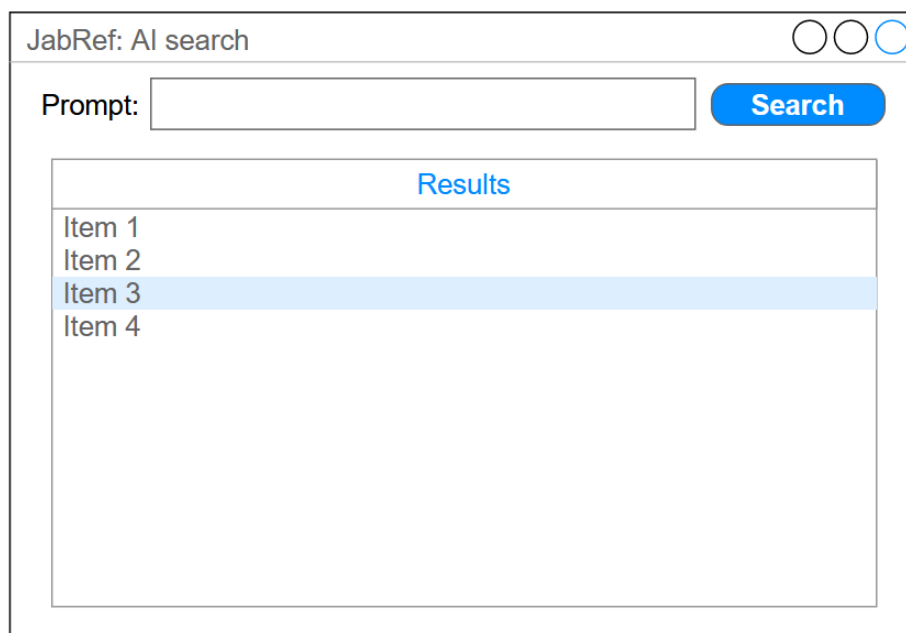 JabRef: AI search
Prompt:
Search
Results
Item 1
Item 2
Item 3
Item 4